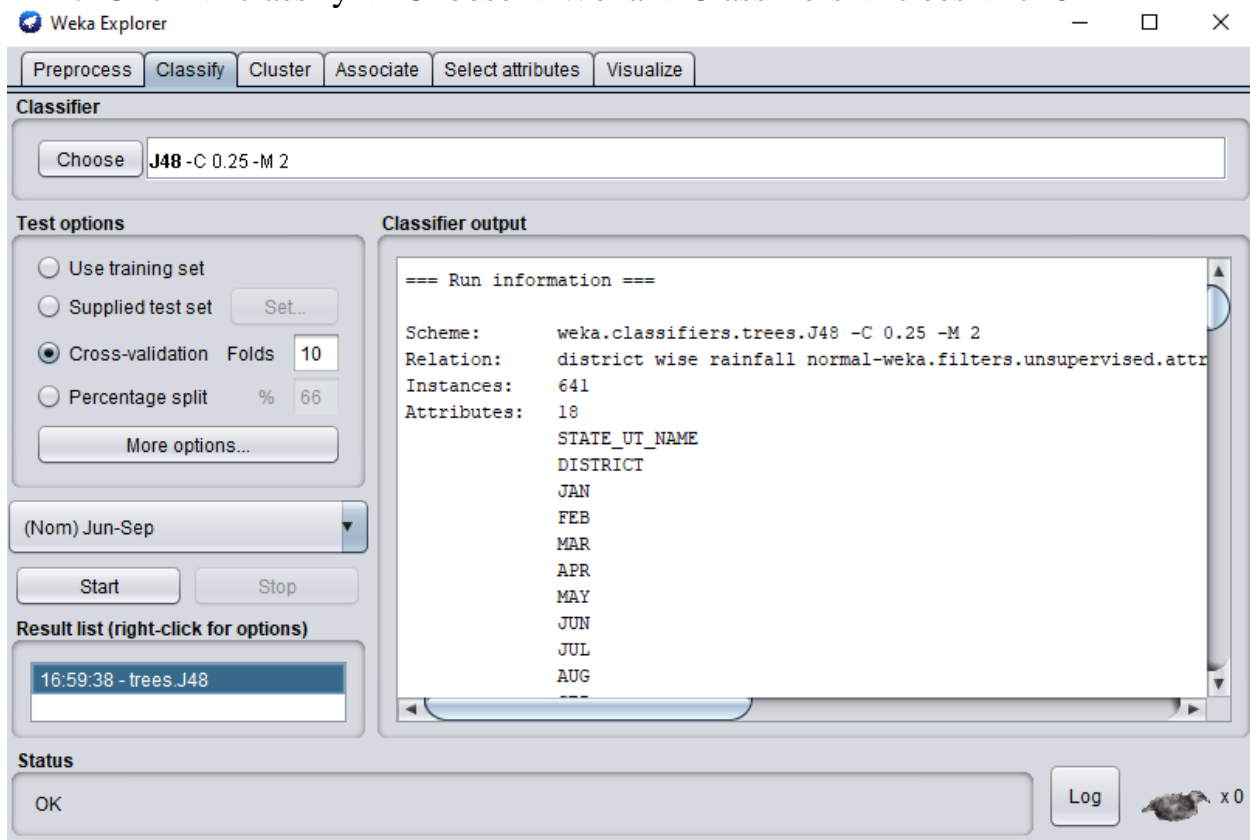 Weka Explorer
Preprocess Classify Cluster Associate Select attributes Visualize
Classifier
Choose J48 -C 0.25 -M 2
Test options
Use training set
Supplied test set Set...
Cross-validation Folds 10
Percentage split % 66
More options...
(Nom) Jun-Sep
Start Stop
Result list (right-click for options)
16:59:38 - trees.J48
Classifier output
=== Run information ===
Scheme: weka.classifiers.trees.J48 -C 0.25 -M 2
Relation: district wise rainfall normal-weka.filters.unsupervised.attr
Instances: 641
Attributes: 18
STATE_UT_NAME
DISTRICT
JAN
FEB
MAR
APR
MAY
JUN
JUL
AUG
Status
OK
Log x 0